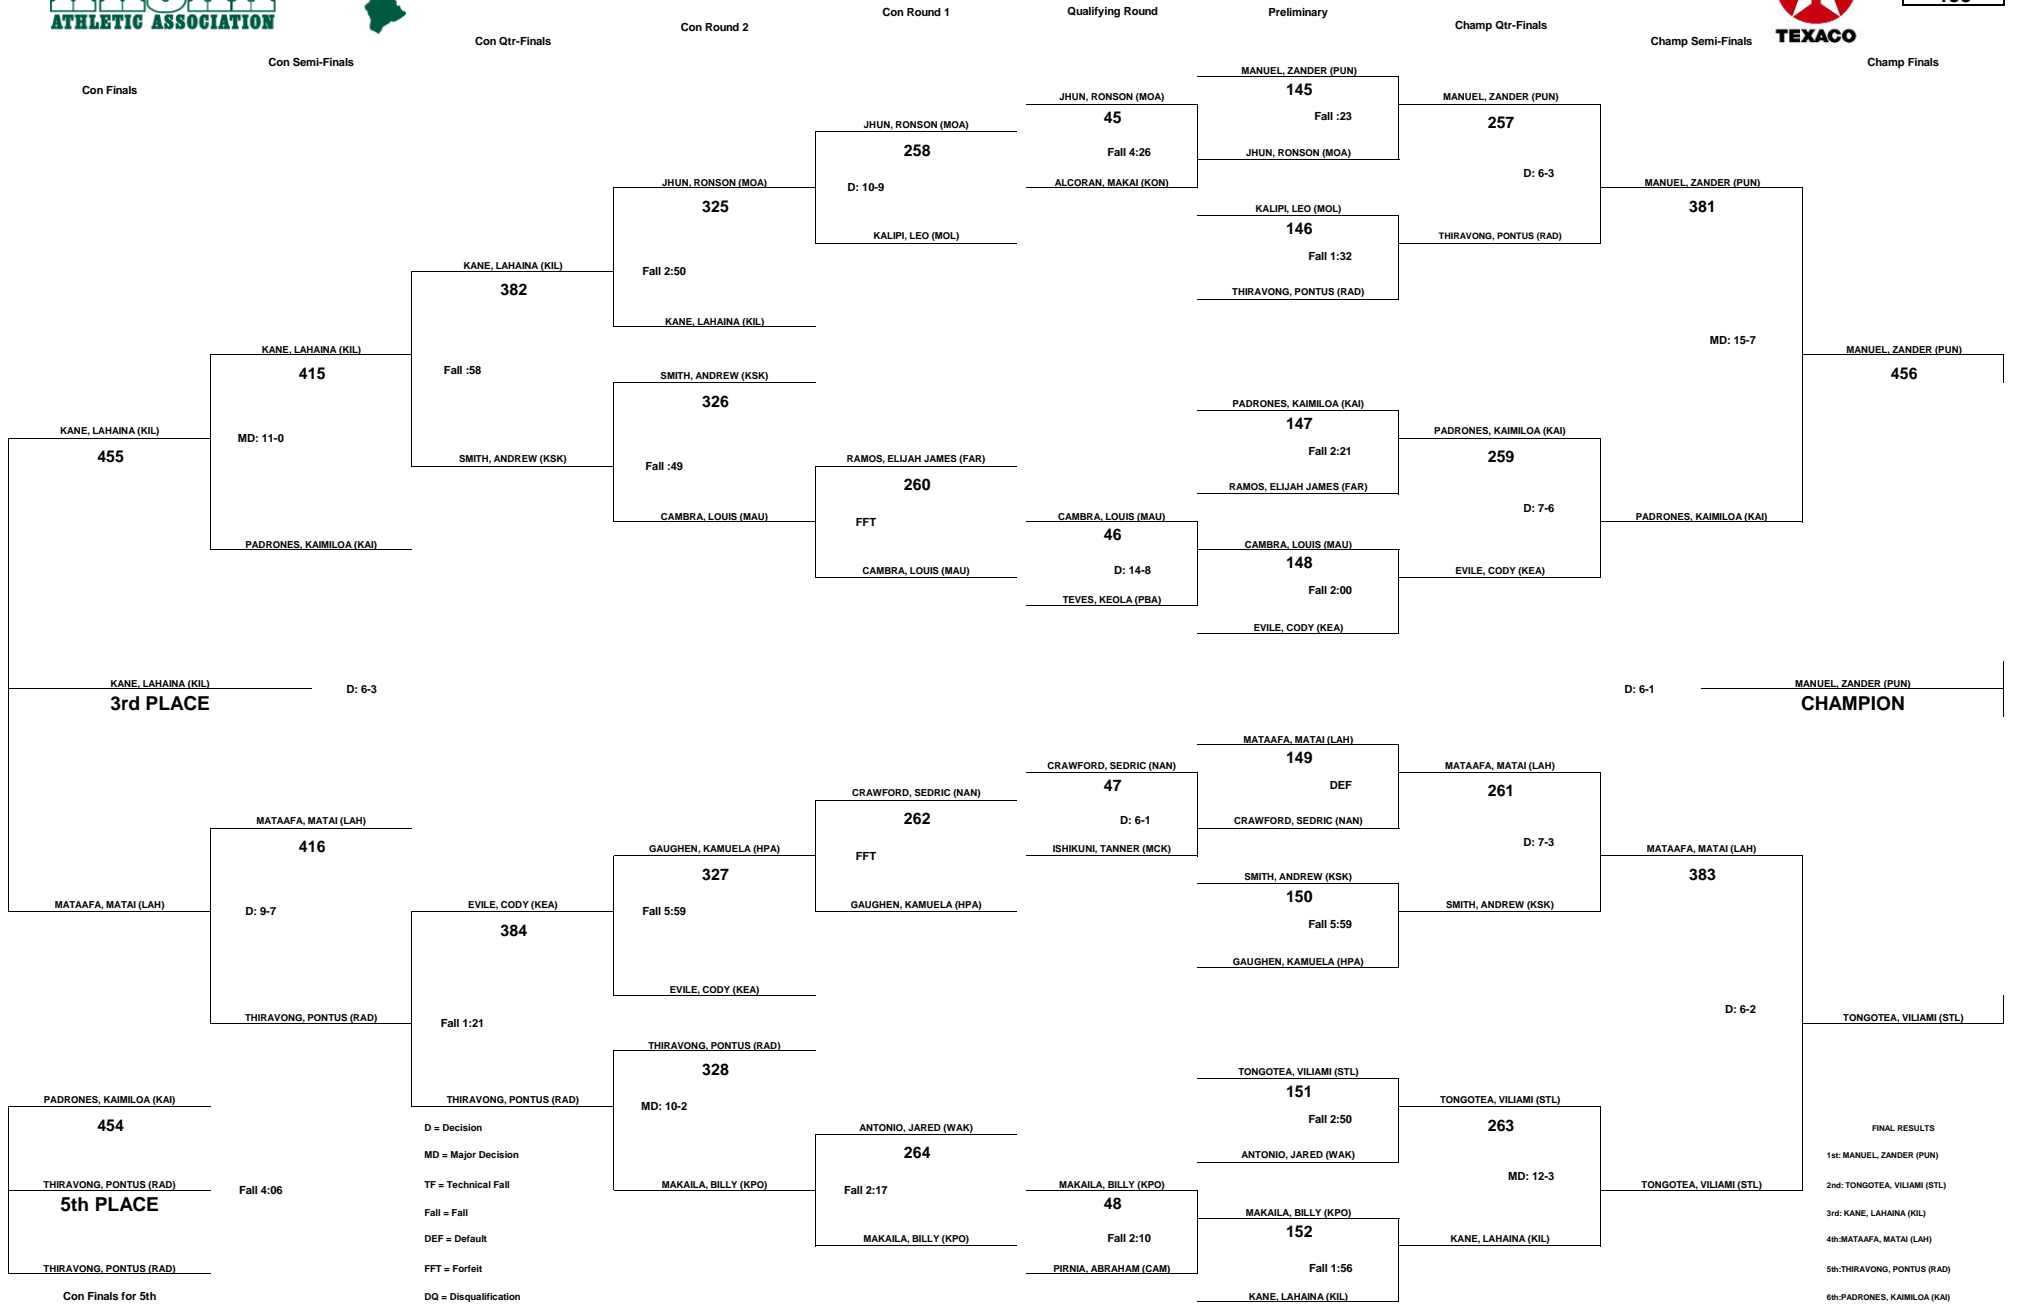 ATHLETIC ASSOCIATION
TEXACO
Con Finals
Con Semi-Finals
Con Qtr-Finals
Con Round 2
Con Round 1
Qualifying Round
Preliminary
Champ Qtr-Finals
Champ Semi-Finals
Champ Finals
KANE, LAHAINA (KIL)
455
KANE, LAHAINA (KIL)
3rd PLACE
D: 6-3
MATAAFA, MATAI (LAH)
PADRONES, KAIMILOA (KAI)
454
THIRAVONG, PONTUS (RAD)
5th PLACE
Fall 4:06
THIRAVONG, PONTUS (RAD)
Con Finals for 5th
KANE, LAHAINA (KIL)
415
MD: 11-0
PADRONES, KAIMILOA (KAI)
MATAAFA, MATAI (LAH)
416
D: 9-7
THIRAVONG, PONTUS (RAD)
KANE, LAHAINA (KIL)
382
Fall :58
SMITH, ANDREW (KSK)
EVILE, CODY (KEA)
384
Fall 1:21
THIRAVONG, PONTUS (RAD)
D = Decision
MD = Major Decision
TF = Technical Fall
Fall = Fall
DEF = Default
FFT = Forfeit
DQ = Disqualification
JHUN, RONSON (MOA)
325
Fall 2:50
KANE, LAHAINA (KIL)
SMITH, ANDREW (KSK)
326
Fall :49
CAMBRA, LOUIS (MAU)
GAUGHEN, KAMUELA (HPA)
327
Fall 5:59
EVILE, CODY (KEA)
THIRAVONG, PONTUS (RAD)
328
MD: 10-2
MAKAILA, BILLY (KPO)
JHUN, RONSON (MOA)
258
D: 10-9
KALIPI, LEO (MOL)
RAMOS, ELIJAH JAMES (FAR)
260
FFT
CAMBRA, LOUIS (MAU)
CRAWFORD, SEDRIC (NAN)
262
FFT
GAUGHEN, KAMUELA (HPA)
ANTONIO, JARED (WAK)
264
Fall 2:17
MAKAILA, BILLY (KPO)
JHUN, RONSON (MOA)
45
Fall 4:26
ALCORAN, MAKAI (KON)
CAMBRA, LOUIS (MAU)
46
D: 14-8
TEVES, KEOLA (PBA)
CRAWFORD, SEDRIC (NAN)
47
D: 6-1
ISHIKUNI, TANNER (MCK)
MAKAILA, BILLY (KPO)
48
Fall 2:10
PIRNIA, ABRAHAM (CAM)
MANUEL, ZANDER (PUN)
145
Fall :23
JHUN, RONSON (MOA)
KALIPI, LEO (MOL)
146
Fall 1:32
THIRAVONG, PONTUS (RAD)
PADRONES, KAIMILOA (KAI)
147
Fall 2:21
RAMOS, ELIJAH JAMES (FAR)
CAMBRA, LOUIS (MAU)
148
Fall 2:00
EVILE, CODY (KEA)
MATAAFA, MATAI (LAH)
149
DEF
CRAWFORD, SEDRIC (NAN)
SMITH, ANDREW (KSK)
150
Fall 5:59
GAUGHEN, KAMUELA (HPA)
TONGOTEA, VILIAMI (STL)
151
Fall 2:50
ANTONIO, JARED (WAK)
MAKAILA, BILLY (KPO)
152
Fall 1:56
KANE, LAHAINA (KIL)
MANUEL, ZANDER (PUN)
257
D: 6-3
THIRAVONG, PONTUS (RAD)
PADRONES, KAIMILOA (KAI)
259
D: 7-6
EVILE, CODY (KEA)
MATAAFA, MATAI (LAH)
261
D: 7-3
SMITH, ANDREW (KSK)
TONGOTEA, VILIAMI (STL)
263
MD: 12-3
KANE, LAHAINA (KIL)
MANUEL, ZANDER (PUN)
381
MD: 15-7
PADRONES, KAIMILOA (KAI)
MATAAFA, MATAI (LAH)
383
D: 6-2
TONGOTEA, VILIAMI (STL)
MANUEL, ZANDER (PUN)
456
D: 6-1
MANUEL, ZANDER (PUN)
CHAMPION
TONGOTEA, VILIAMI (STL)
FINAL RESULTS
1st: MANUEL, ZANDER (PUN)
2nd: TONGOTEA, VILIAMI (STL)
3rd: KANE, LAHAINA (KIL)
4th:MATAAFA, MATAI (LAH)
5th:THIRAVONG, PONTUS (RAD)
6th:PADRONES, KAIMILOA (KAI)